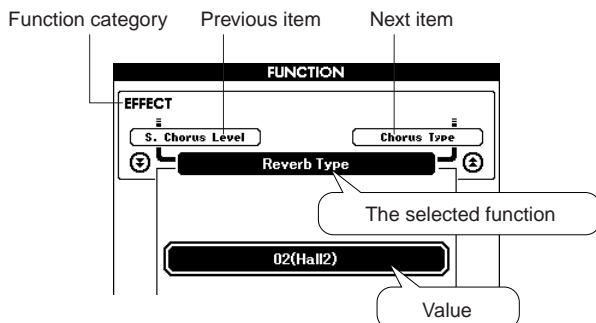 Function category Previous item Next item
FUNCTION
EFFECT
S. Chorus Level Chorus Type
Reverb Type
The selected function
02(Hall2)
Value